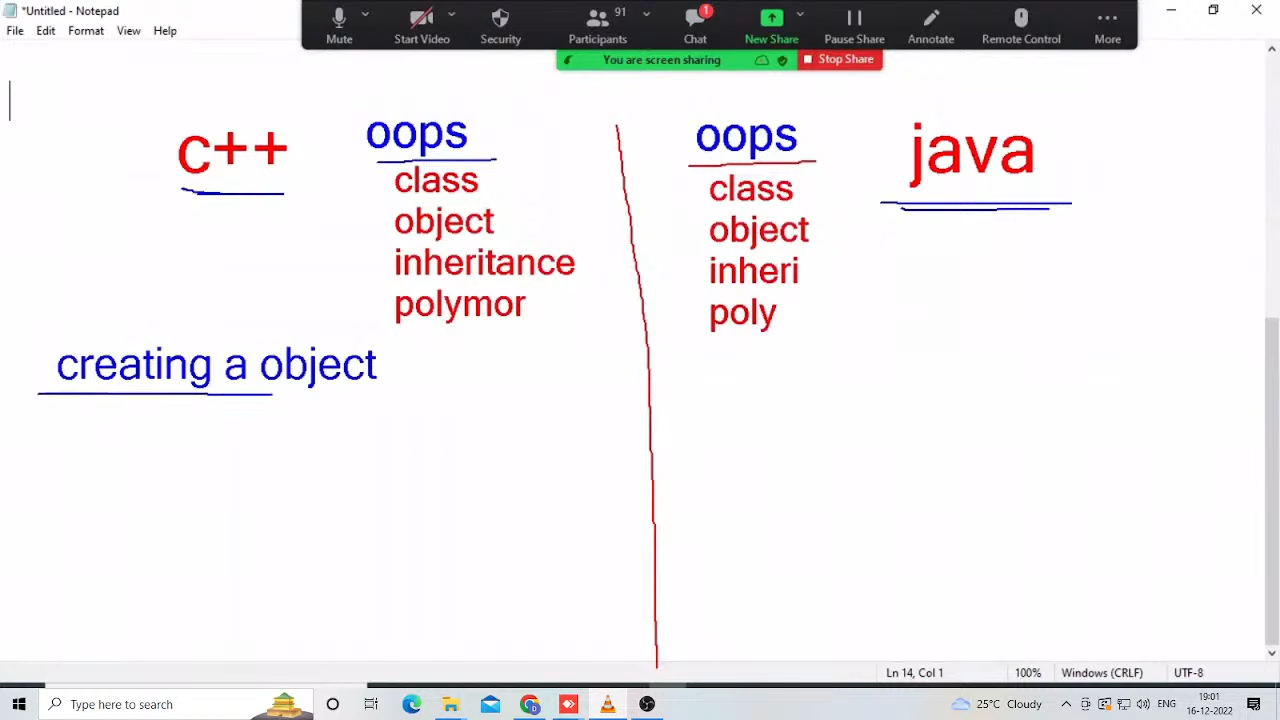 *Untitled - Notepad
File Edit Format View Help
Mute Start Video Security Participants 91 Chat 1 New Share Pause Share Annotate Remote Control More
You are screen sharing Stop Share
c++
oops
class
object
inheritance
polymor
creating a object
oops
class
object
inheri
poly
java
Ln 14, Col 1 100% Windows (CRLF) UTF-8
Type here to search
25°C Cloudy ENG
19:01
16-12-2022